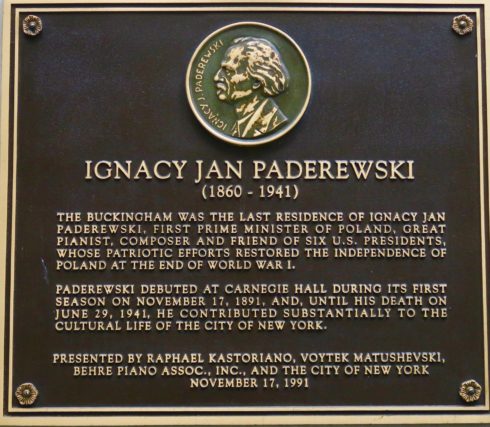 IGNACY J. PADEREWSKI
IGNACY JAN PADEREWSKI
(1860 - 1941)
THE BUCKINGHAM WAS THE LAST RESIDENCE OF IGNACY JAN
PADEREWSKI, FIRST PRIME MINISTER OF POLAND, GREAT
PIANIST, COMPOSER AND FRIEND OF SIX U.S. PRESIDENTS,
WHOSE PATRIOTIC EFFORTS RESTORED THE INDEPENDENCE OF
POLAND AT THE END OF WORLD WAR I.
PADEREWSKI DEBUTED AT CARNEGIE HALL DURING ITS FIRST
SEASON ON NOVEMBER 17, 1891, AND, UNTIL HIS DEATH ON
JUNE 29, 1941, HE CONTRIBUTED SUBSTANTIALLY TO THE
CULTURAL LIFE OF THE CITY OF NEW YORK.
PRESENTED BY RAPHAEL KASTORIANO, VOYTEK MATUSHEVSKI,
BEHRE PIANO ASSOC., INC., AND THE CITY OF NEW YORK
NOVEMBER 17, 1991